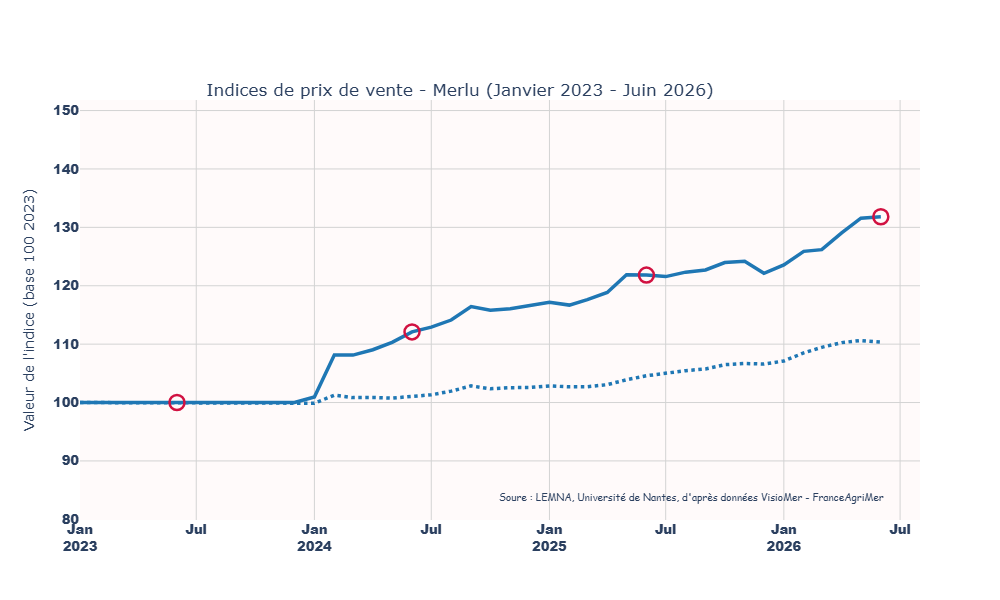 Indices de prix de vente - Merlu (Janvier 2023 - Juin 2026)
Valeur de l'indice (base 100 2023)
150
140
130
120
110
100
90
80
Soure : LEMNA, Université de Nantes, d'après données VisioMer - FranceAgriMer
Jan Jul Jan Jul Jan Jul Jan Jul
2023 2024 2025 2026